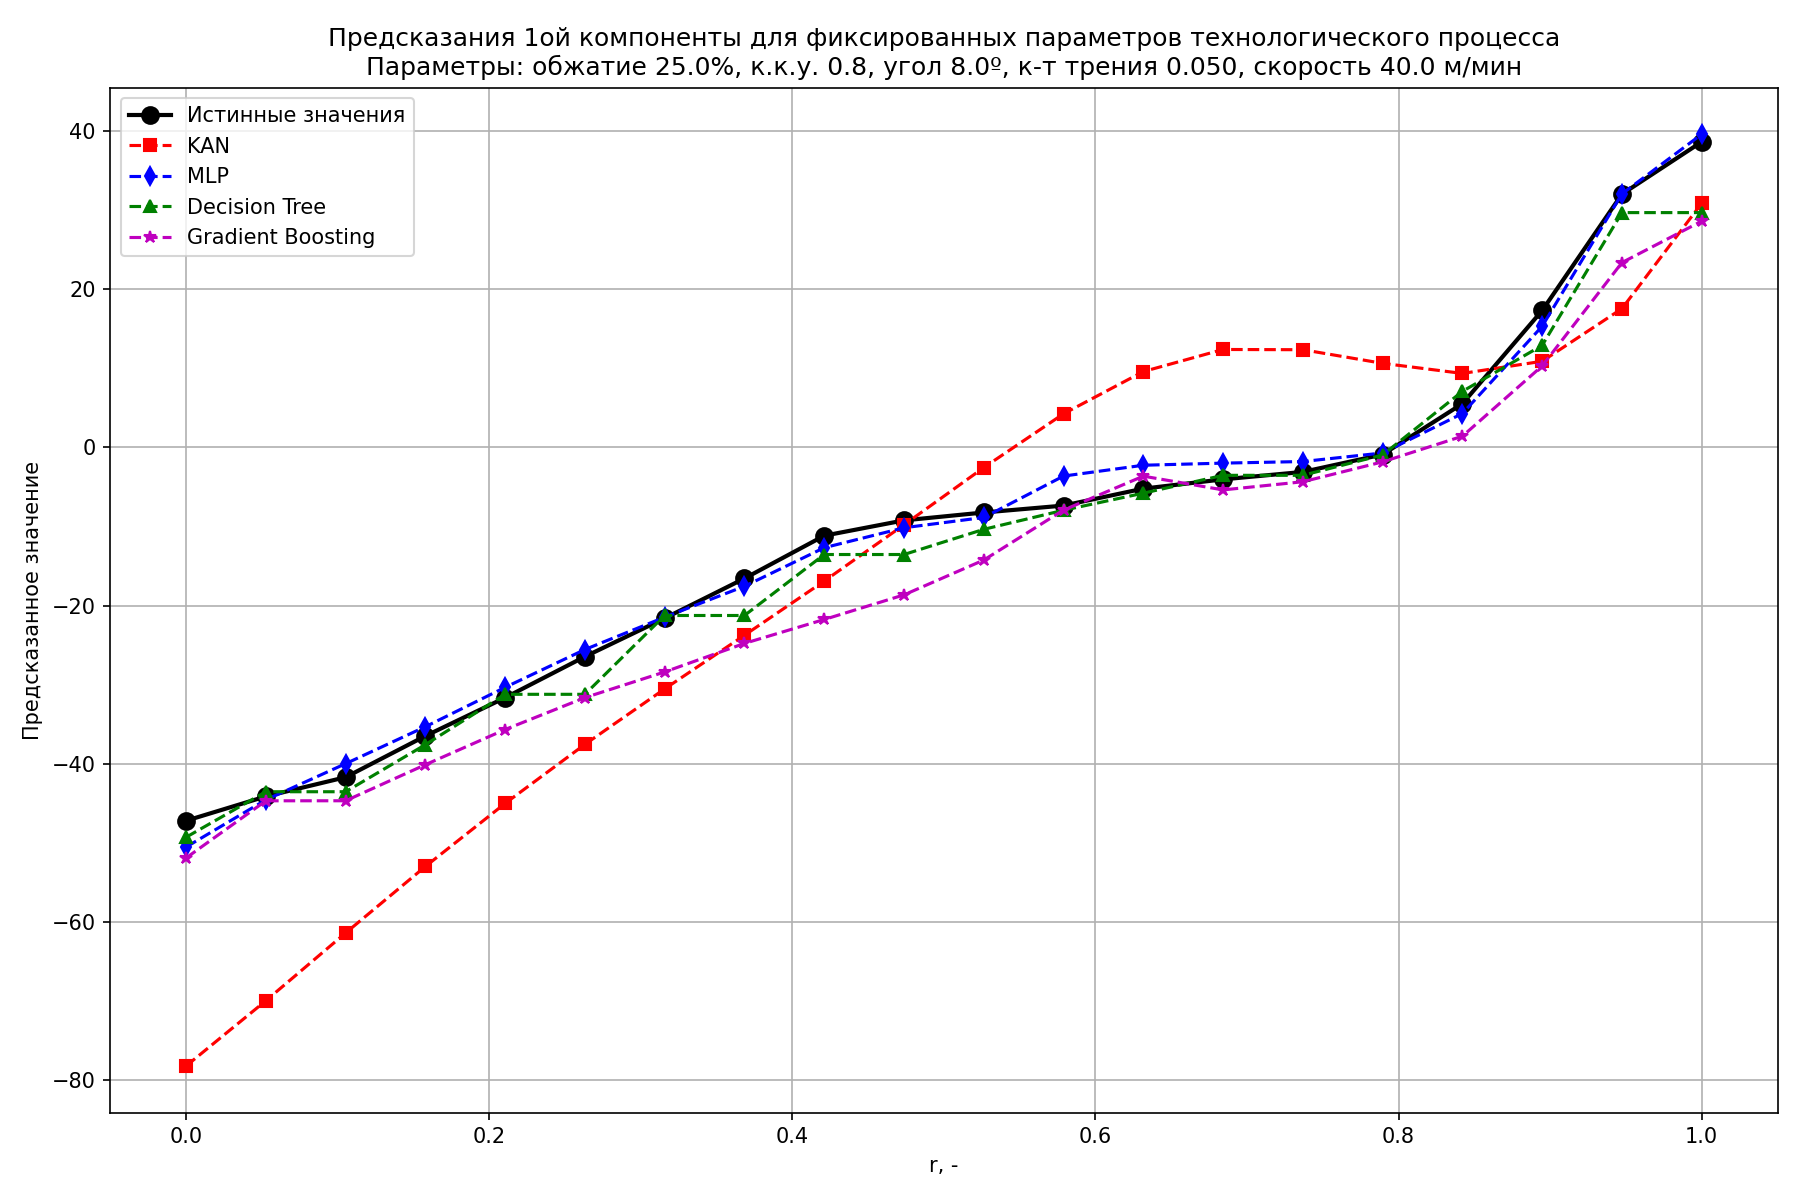 Предсказания 1ой компоненты для фиксированных параметров технологического процесса
Параметры: обжатие 25.0%, к.к.у. 0.8, угол 8.0º, к-т трения 0.050, скорость 40.0 м/мин
Истинные значения
KAN
MLP
Decision Tree
Gradient Boosting
Предсказанное значение
40
20
0
−20
−40
−60
−80
0.0
0.2
0.4
0.6
0.8
1.0
r, -